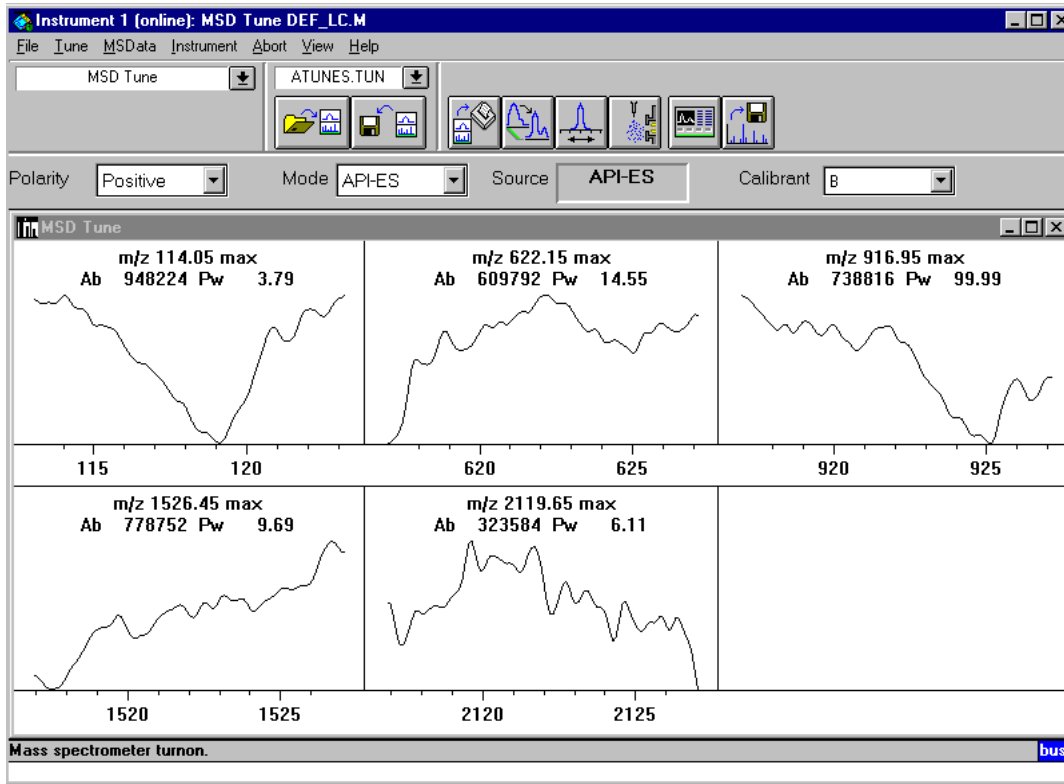 Instrument 1 (online): MSD Tune DEF_LC.M
File Tune MSData Instrument Abort View Help
MSD Tune ATUNES.TUN
Polarity Positive Mode API-ES Source API-ES Calibrant B
MSD Tune
m/z 114.05 max
Ab 948224 Pw 3.79
115 120
m/z 622.15 max
Ab 609792 Pw 14.55
620 625
m/z 916.95 max
Ab 738816 Pw 99.99
920 925
m/z 1526.45 max
Ab 778752 Pw 9.69
1520 1525
m/z 2119.65 max
Ab 323584 Pw 6.11
2120 2125
Mass spectrometer turnon. bus